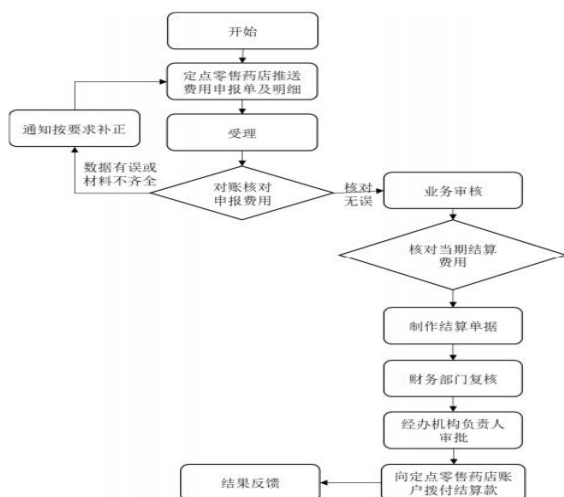 开始
定点零售药店推送
费用申报单及明细
受理
通知按要求补正
数据有误或
材料不齐全
对账核对
申报费用
核对
无误
业务审核
核对当期结算
费用
制作结算单据
财务部门复核
经办机构负责人
审批
向定点零售药店账
户拨付结算款
结果反馈